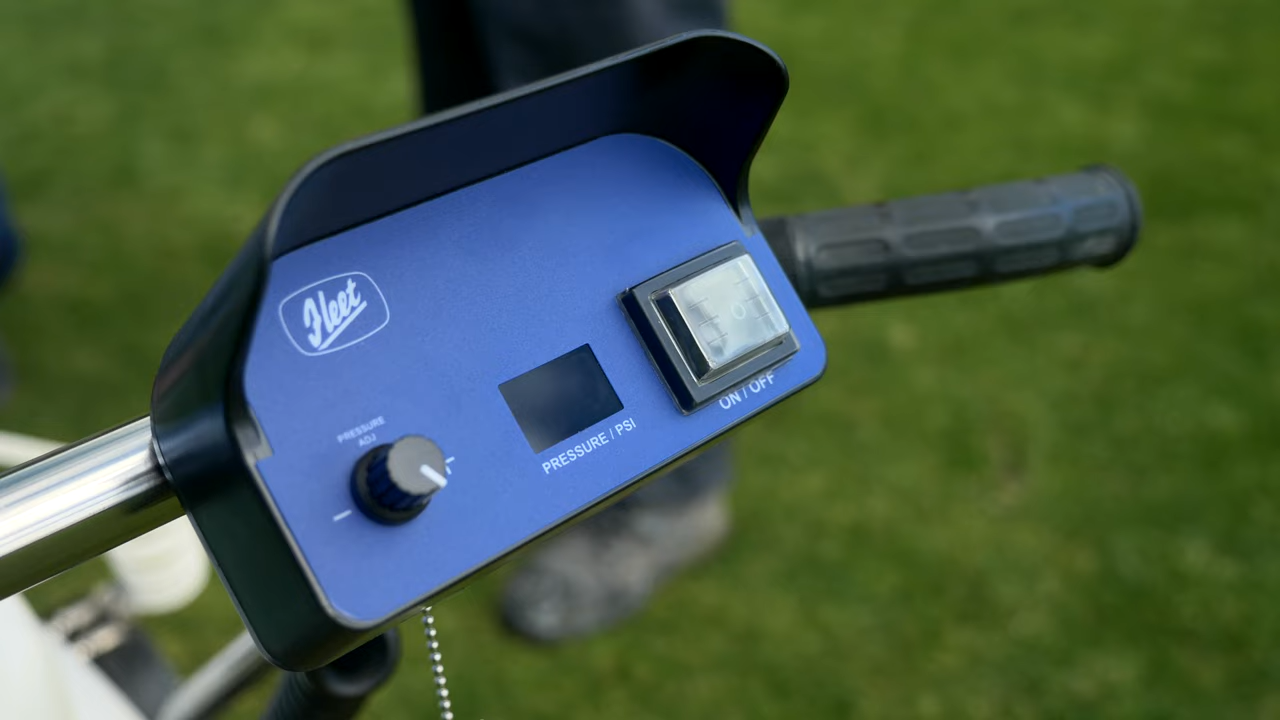 Fleet
PRESSURE
ADJ
+
−
PRESSURE / PSI
ON / OFF